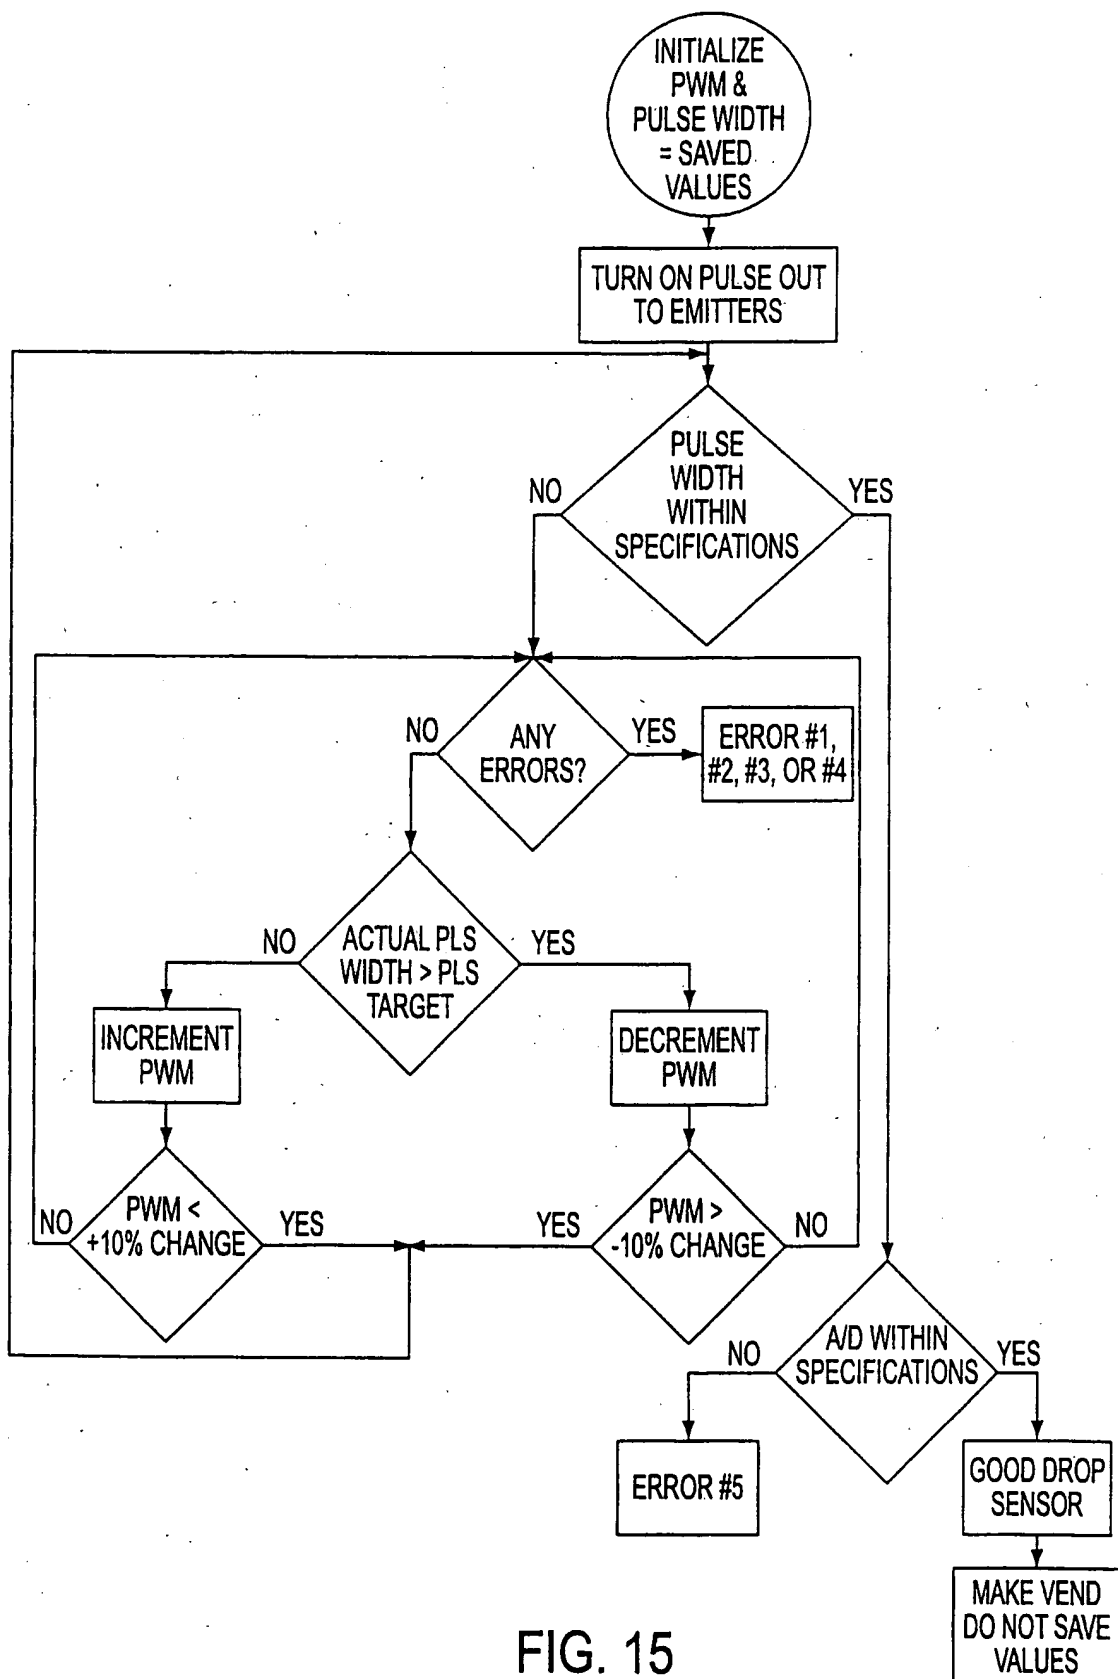 INITIALIZE
PWM &
PULSE WIDTH
= SAVED
VALUES
TURN ON PULSE OUT
TO EMITTERS
PULSE
WIDTH
WITHIN
SPECIFICATIONS
NO
YES
ANY
ERRORS?
NO
YES
ERROR #1,
#2, #3, OR #4
ACTUAL PLS
WIDTH > PLS
TARGET
NO
YES
INCREMENT
PWM
DECREMENT
PWM
PWM <
+10% CHANGE
NO
YES
PWM >
-10% CHANGE
YES
NO
A/D WITHIN
SPECIFICATIONS
NO
YES
ERROR #5
GOOD DROP
SENSOR
MAKE VEND
DO NOT SAVE
VALUES
FIG. 15